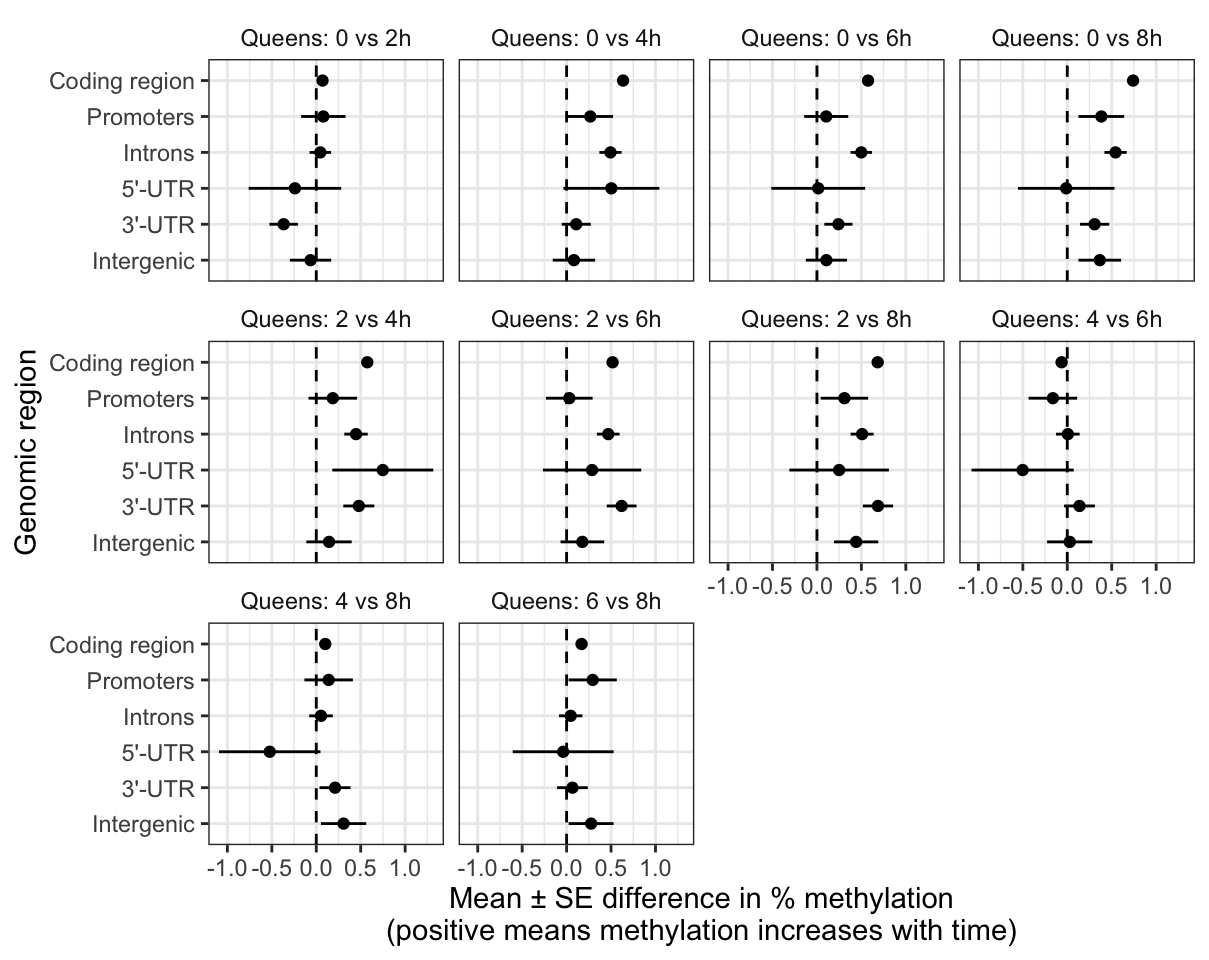 Queens: 0 vs 2h
Queens: 0 vs 4h
Queens: 0 vs 6h
Queens: 0 vs 8h
Coding region
Promoters
Introns
5'-UTR
3'-UTR
Intergenic
Queens: 2 vs 4h
Queens: 2 vs 6h
Queens: 2 vs 8h
Queens: 4 vs 6h
Genomic region
Coding region
Promoters
Introns
5'-UTR
3'-UTR
Intergenic
-1.0 -0.5 0.0 0.5 1.0
-1.0 -0.5 0.0 0.5 1.0
Queens: 4 vs 8h
Queens: 6 vs 8h
Coding region
Promoters
Introns
5'-UTR
3'-UTR
Intergenic
-1.0 -0.5 0.0 0.5 1.0
-1.0 -0.5 0.0 0.5 1.0
Mean ± SE difference in % methylation
(positive means methylation increases with time)